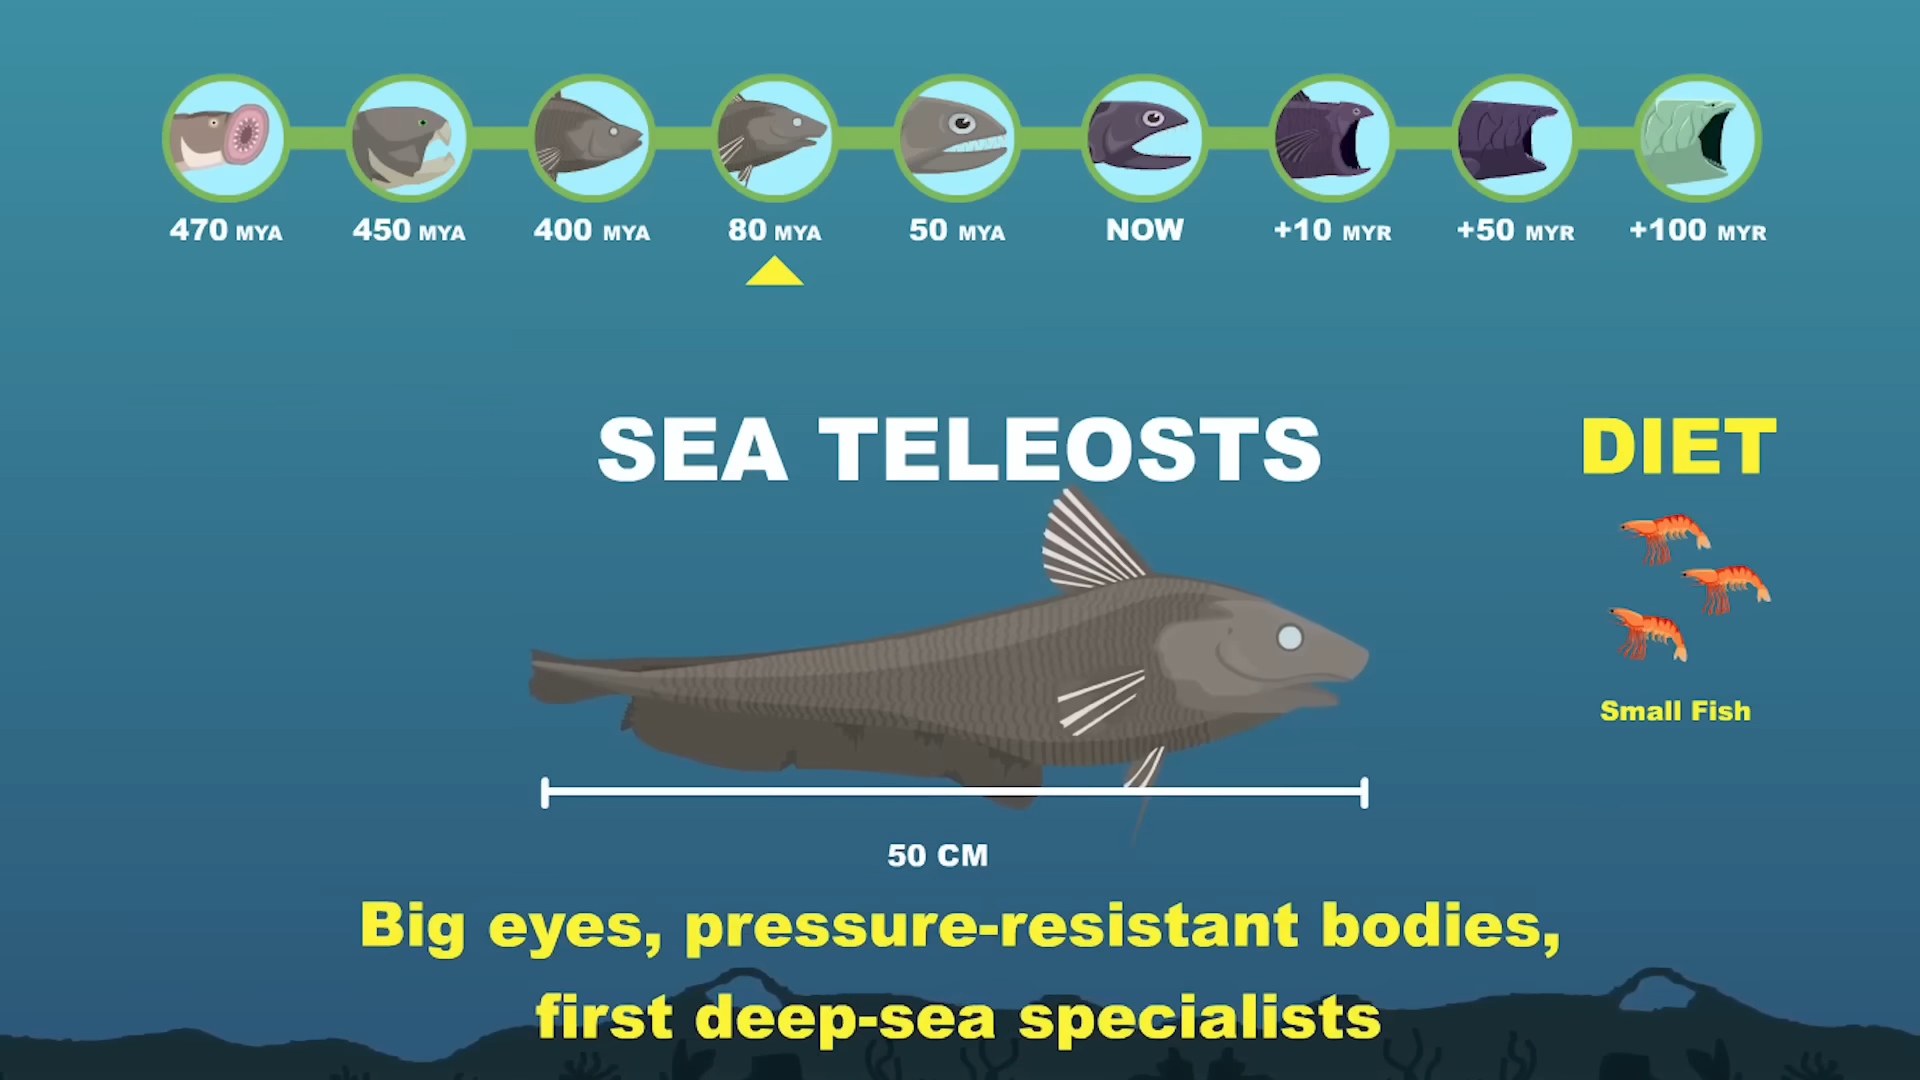 470 MYA
450 MYA
400 MYA
80 MYA
50 MYA
NOW
+10 MYR
+50 MYR
+100 MYR
SEA TELEOSTS
DIET
Small Fish
50 CM
Big eyes, pressure-resistant bodies,
first deep-sea specialists